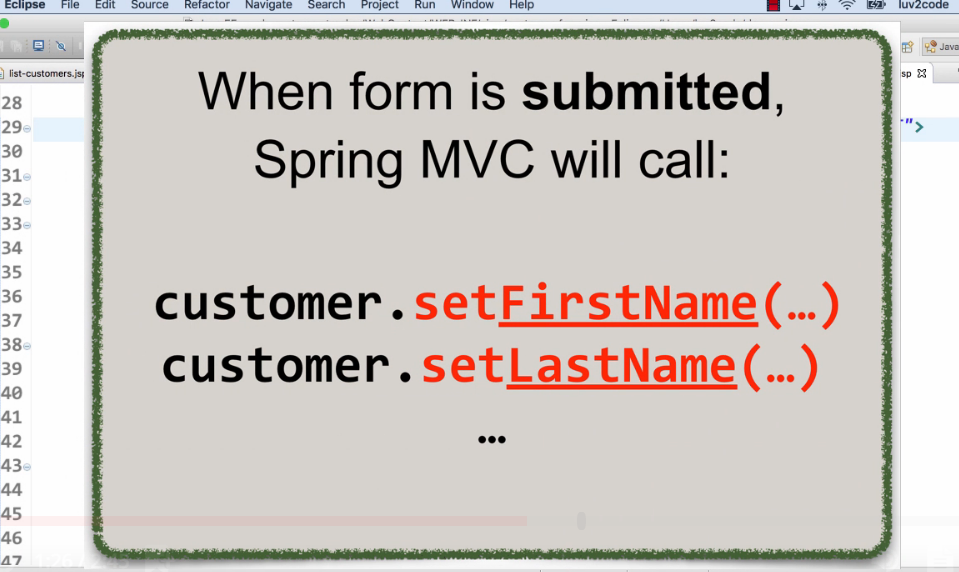 Eclipse File Edit Source Refactor Navigate Search Project Run Window Help luv2code
Java
list-customers.jsp
sp
When form is submitted,
Spring MVC will call:
customer.setFirstName(…)
customer.setLastName(…)
…
28
29
">
30
31
32
33
34
35
36
37
38
39
40
41
42
43
44
45
46
47